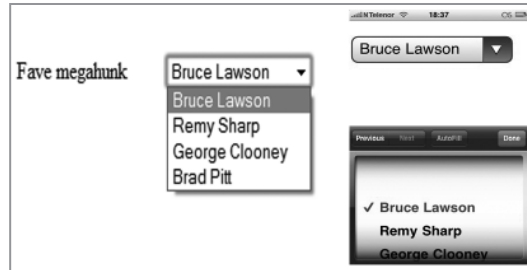 Fave megahunk
Bruce Lawson
Bruce Lawson
Remy Sharp
George Clooney
Brad Pitt
Telenor 18:37
Bruce Lawson
Previous Next AutoFill Done
✓ Bruce Lawson
Remy Sharp
George Clooney